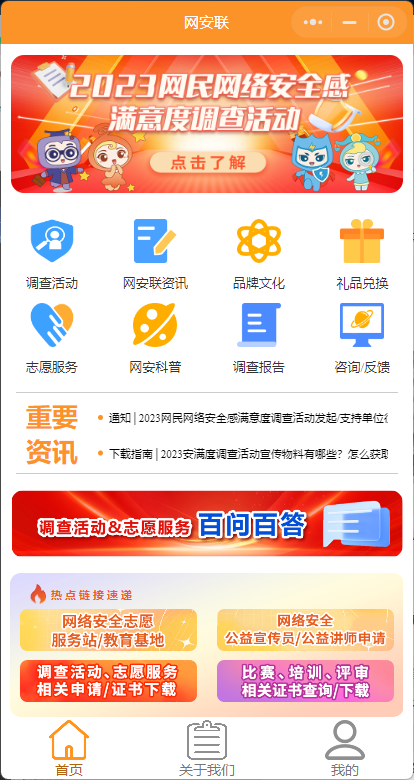 网安联
2023网民网络安全感
满意度调查活动
点击了解
调查活动
网安联资讯
品牌文化
礼品兑换
志愿服务
网安科普
调查报告
咨询/反馈
重要
资讯
通知 | 2023网民网络安全感满意度调查活动发起/支持单位征
下载指南 | 2023安满度调查活动宣传物料有哪些？怎么获取
调查活动&志愿服务 百问百答
热点链接速递
网络安全志愿
服务站/教育基地
网络安全
公益宣传员/公益讲师申请
调查活动、志愿服务
相关申请/证书下载
比赛、培训、评审
相关证书查询/下载
首页
关于我们
我的